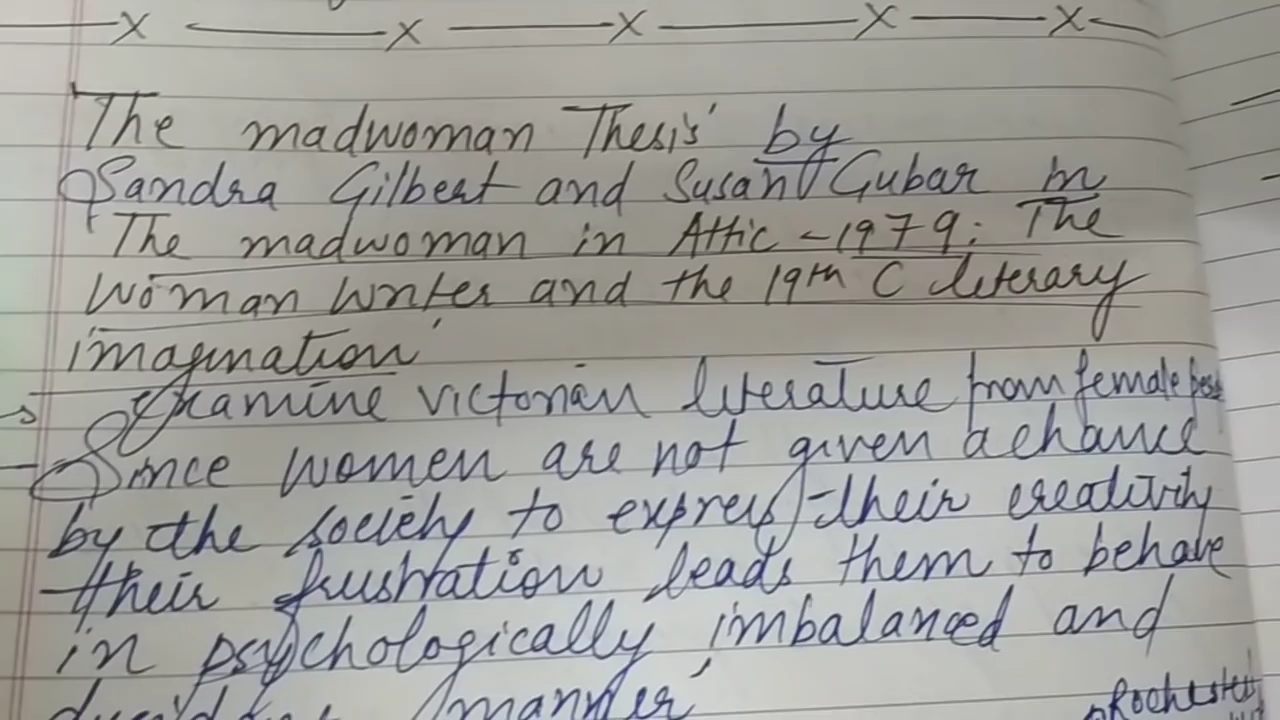 —x ——x ——x ——x ——x—
'The madwoman Thesis' by
Sandra Gilbert and Susan Gubar in
'The madwoman in Attic -1979: The
woman writer and the 19th C literary
imagination'
→ Examine victorian literature from female
- Since women are not given a chance
by the society to express their creativity
their frustration leads them to behave
in psychologically imbalanced and
manner'
Rochester